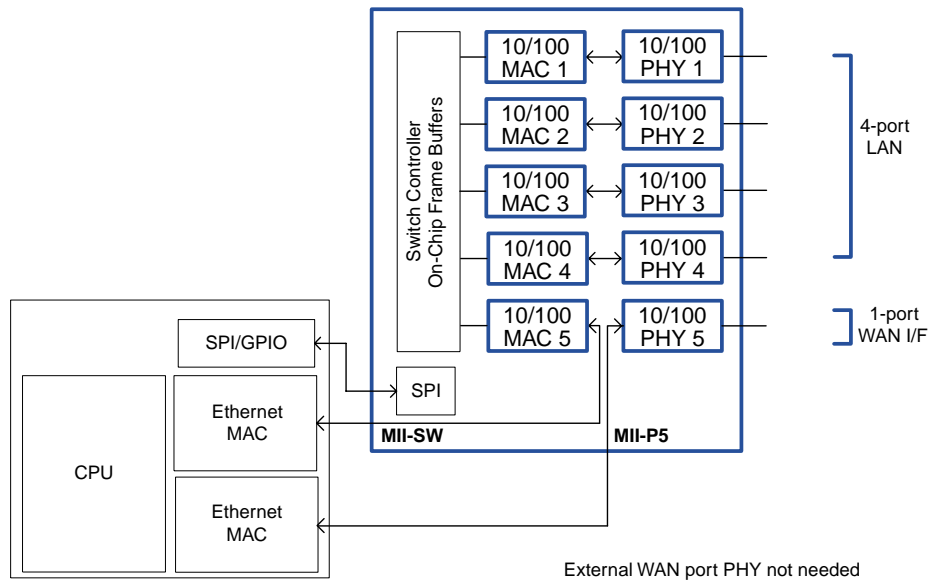 10/100
MAC 1
10/100
PHY 1
10/100
MAC 2
10/100
PHY 2
10/100
MAC 3
10/100
PHY 3
10/100
MAC 4
10/100
PHY 4
10/100
MAC 5
10/100
PHY 5
Switch Controller
On-Chip Frame Buffers
4-port
LAN
1-port
WAN I/F
SPI/GPIO
SPI
Ethernet
MAC
MII-SW
MII-P5
CPU
Ethernet
MAC
External WAN port PHY not needed